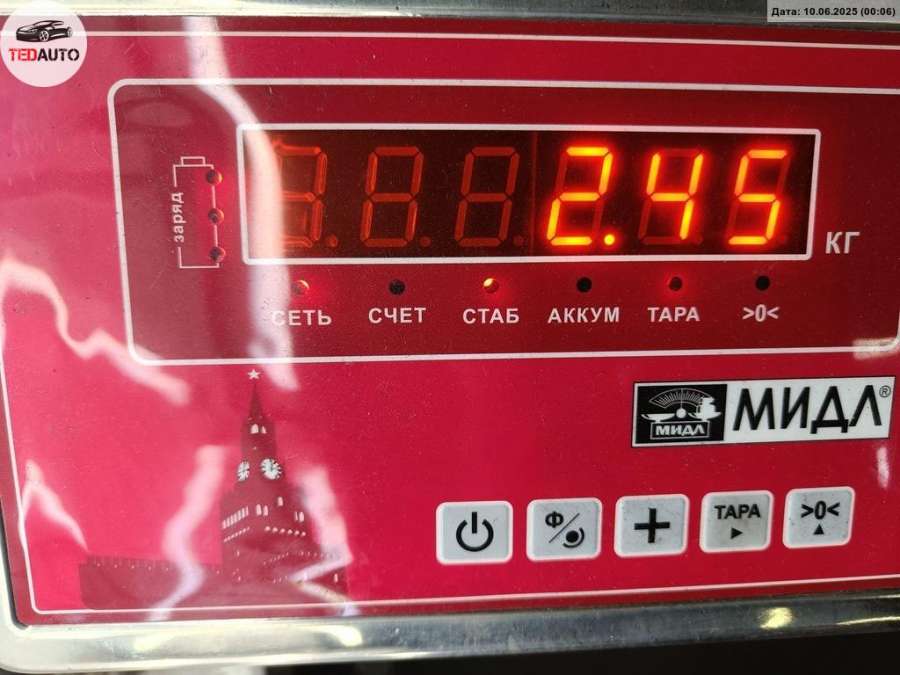 Дата: 10.06.2025 (00:06)
TEDAUTO
заряд
2.45
КГ
СЕТЬ СЧЕТ СТАБ АККУМ ТАРА >0<
МИДЛ МИДЛ®
Ф + ТАРА >0<